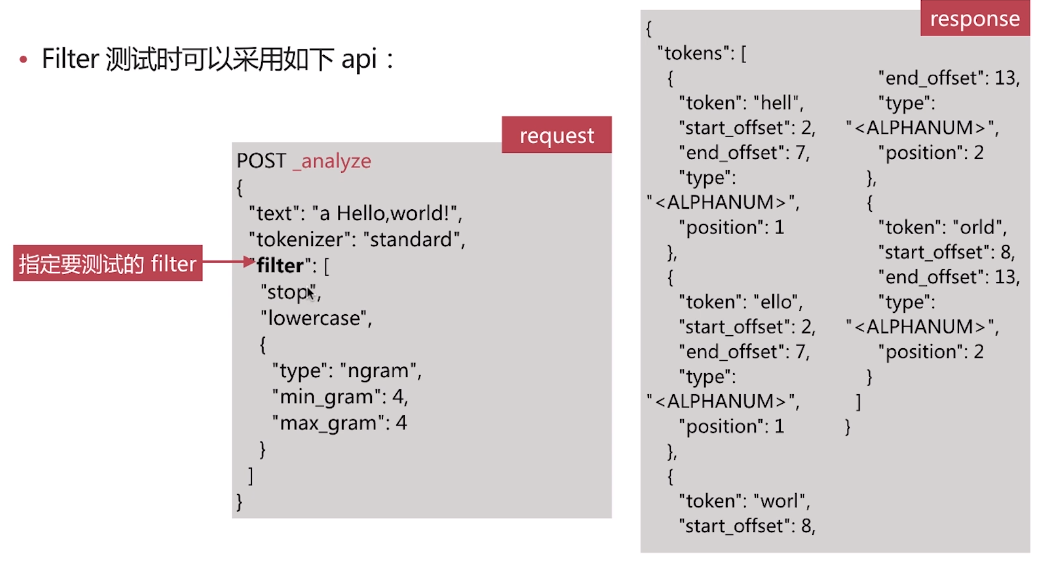 • Filter 测试时可以采用如下 api：
request
POST _analyze
{
"text": "a Hello,world!",
"tokenizer": "standard",
"filter": [
"stop",
"lowercase",
{
"type": "ngram",
"min_gram": 4,
"max_gram": 4
}
]
}
指定要测试的 filter
response
{
"tokens": [
{
"token": "hell",
"start_offset": 2,
"end_offset": 7,
"type":
"<ALPHANUM>",
"position": 1
},
{
"token": "ello",
"start_offset": 2,
"end_offset": 7,
"type":
"<ALPHANUM>",
"position": 1
},
{
"token": "worl",
"start_offset": 8,
"end_offset": 13,
"type":
"<ALPHANUM>",
"position": 2
},
{
"token": "orld",
"start_offset": 8,
"end_offset": 13,
"type":
"<ALPHANUM>",
"position": 2
}
]
}